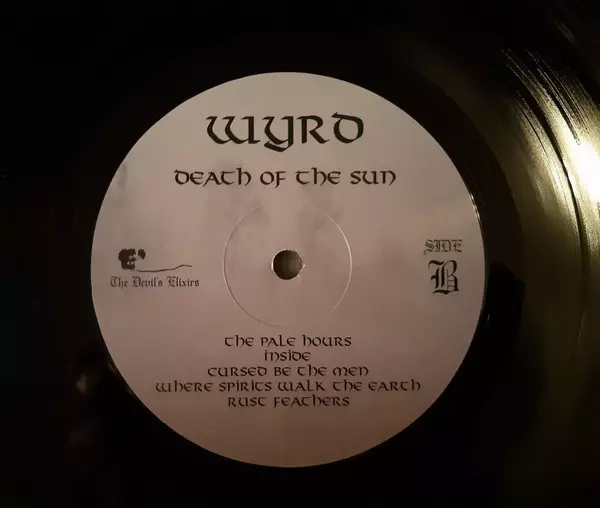 WYRD
DEATH OF THE SUN
SIDE
B
The Devil's Elixirs
THE PALE HOURS
INSIDE
CURSED BE THE MEN
WHERE SPIRITS WALK THE EARTH
RUST FEATHERS